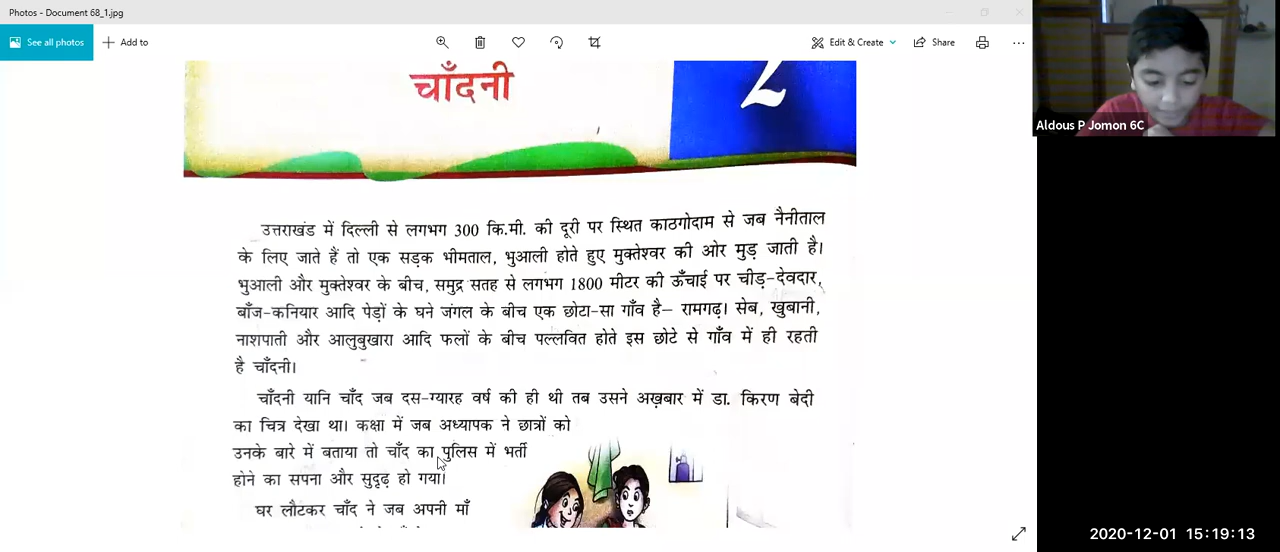 Photos - Document 68_1.jpg
See all photos
Add to
Edit & Create
Share
Aldous P Jomon 6C
चाँदनी
2
उत्तराखंड में दिल्ली से लगभग 300 कि.मी. की दूरी पर स्थित काठगोदाम से जब नैनीताल
के लिए जाते हैं तो एक सड़क भीमताल, भुआली होते हुए मुक्तेश्वर की ओर मुड़ जाती है।
भुआली और मुक्तेश्वर के बीच, समुद्र सतह से लगभग 1800 मीटर की ऊँचाई पर चीड़-देवदार,
बाँज-कनियार आदि पेड़ों के घने जंगल के बीच एक छोटा-सा गाँव है- रामगढ़। सेब, खुबानी,
नाशपाती और आलुबुखारा आदि फलों के बीच पल्लवित होते इस छोटे से गाँव में ही रहती
है चाँदनी।
चाँदनी यानि चाँद जब दस-ग्यारह वर्ष की ही थी तब उसने अख़बार में डा. किरण बेदी
का चित्र देखा था। कक्षा में जब अध्यापक ने छात्रों को
उनके बारे में बताया तो चाँद का पुलिस में भर्ती
होने का सपना और सुदृढ़ हो गया।
घर लौटकर चाँद ने जब अपनी माँ
2020-12-01 15:19:13